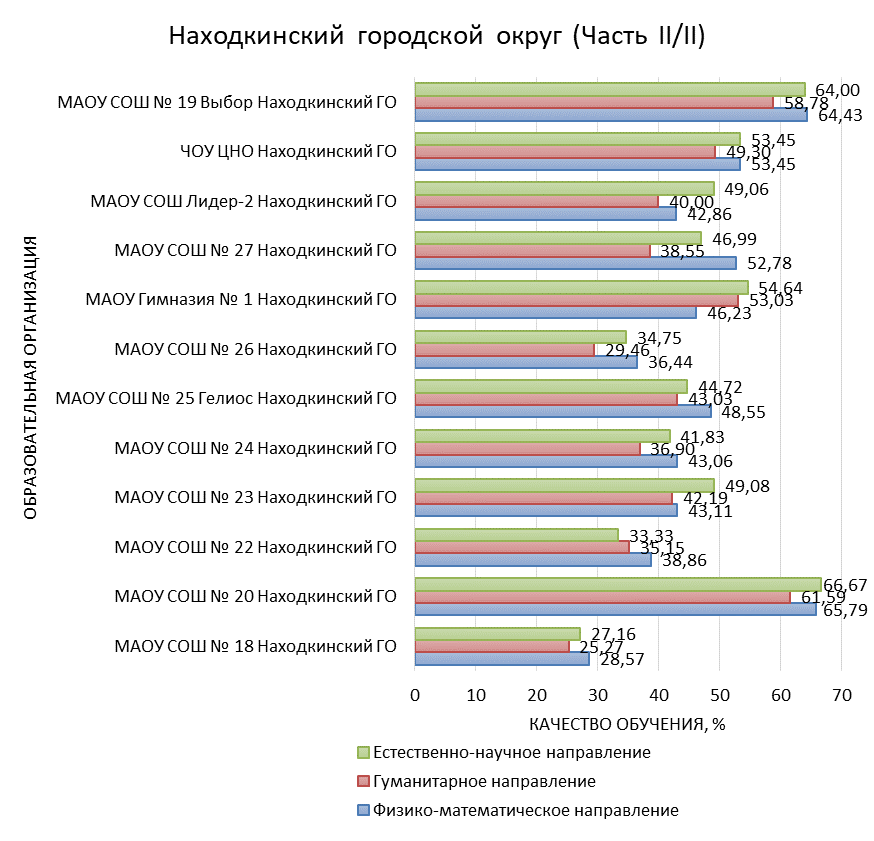 Находкинский городской округ (Часть II/II)
ОБРАЗОВАТЕЛЬНАЯ ОРГАНИЗАЦИЯ
МАОУ СОШ № 19 Выбор Находкинский ГО
64,00
58,78
64,43
ЧОУ ЦНО Находкинский ГО
53,45
49,30
53,45
МАОУ СОШ Лидер-2 Находкинский ГО
49,06
40,00
42,86
МАОУ СОШ № 27 Находкинский ГО
46,99
38,55
52,78
МАОУ Гимназия № 1 Находкинский ГО
54,64
53,03
46,23
МАОУ СОШ № 26 Находкинский ГО
34,75
29,46
36,44
МАОУ СОШ № 25 Гелиос Находкинский ГО
44,72
43,03
48,55
МАОУ СОШ № 24 Находкинский ГО
41,83
36,90
43,06
МАОУ СОШ № 23 Находкинский ГО
49,08
42,19
43,11
МАОУ СОШ № 22 Находкинский ГО
33,33
35,15
38,86
МАОУ СОШ № 20 Находкинский ГО
66,67
61,59
65,79
МАОУ СОШ № 18 Находкинский ГО
27,16
25,27
28,57
0 10 20 30 40 50 60 70
КАЧЕСТВО ОБУЧЕНИЯ, %
Естественно-научное направление
Гуманитарное направление
Физико-математическое направление